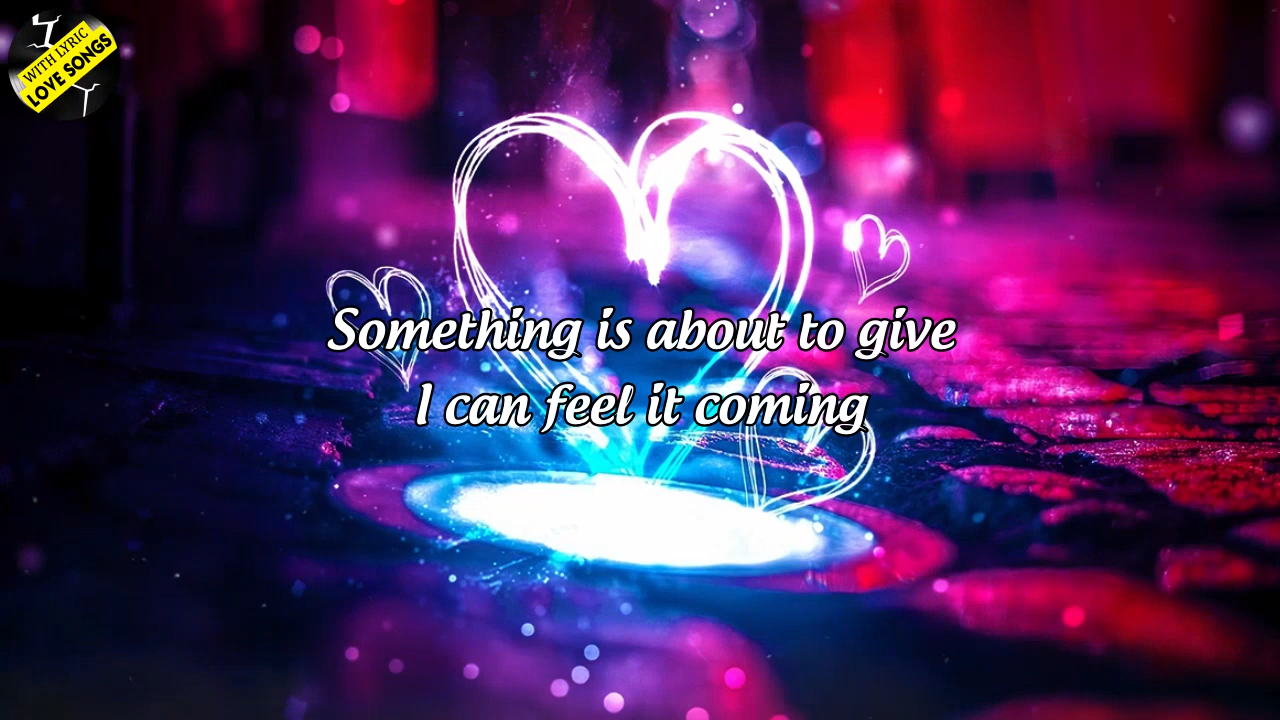 WITH LYRIC
LOVE SONGS
Something is about to give
I can feel it coming